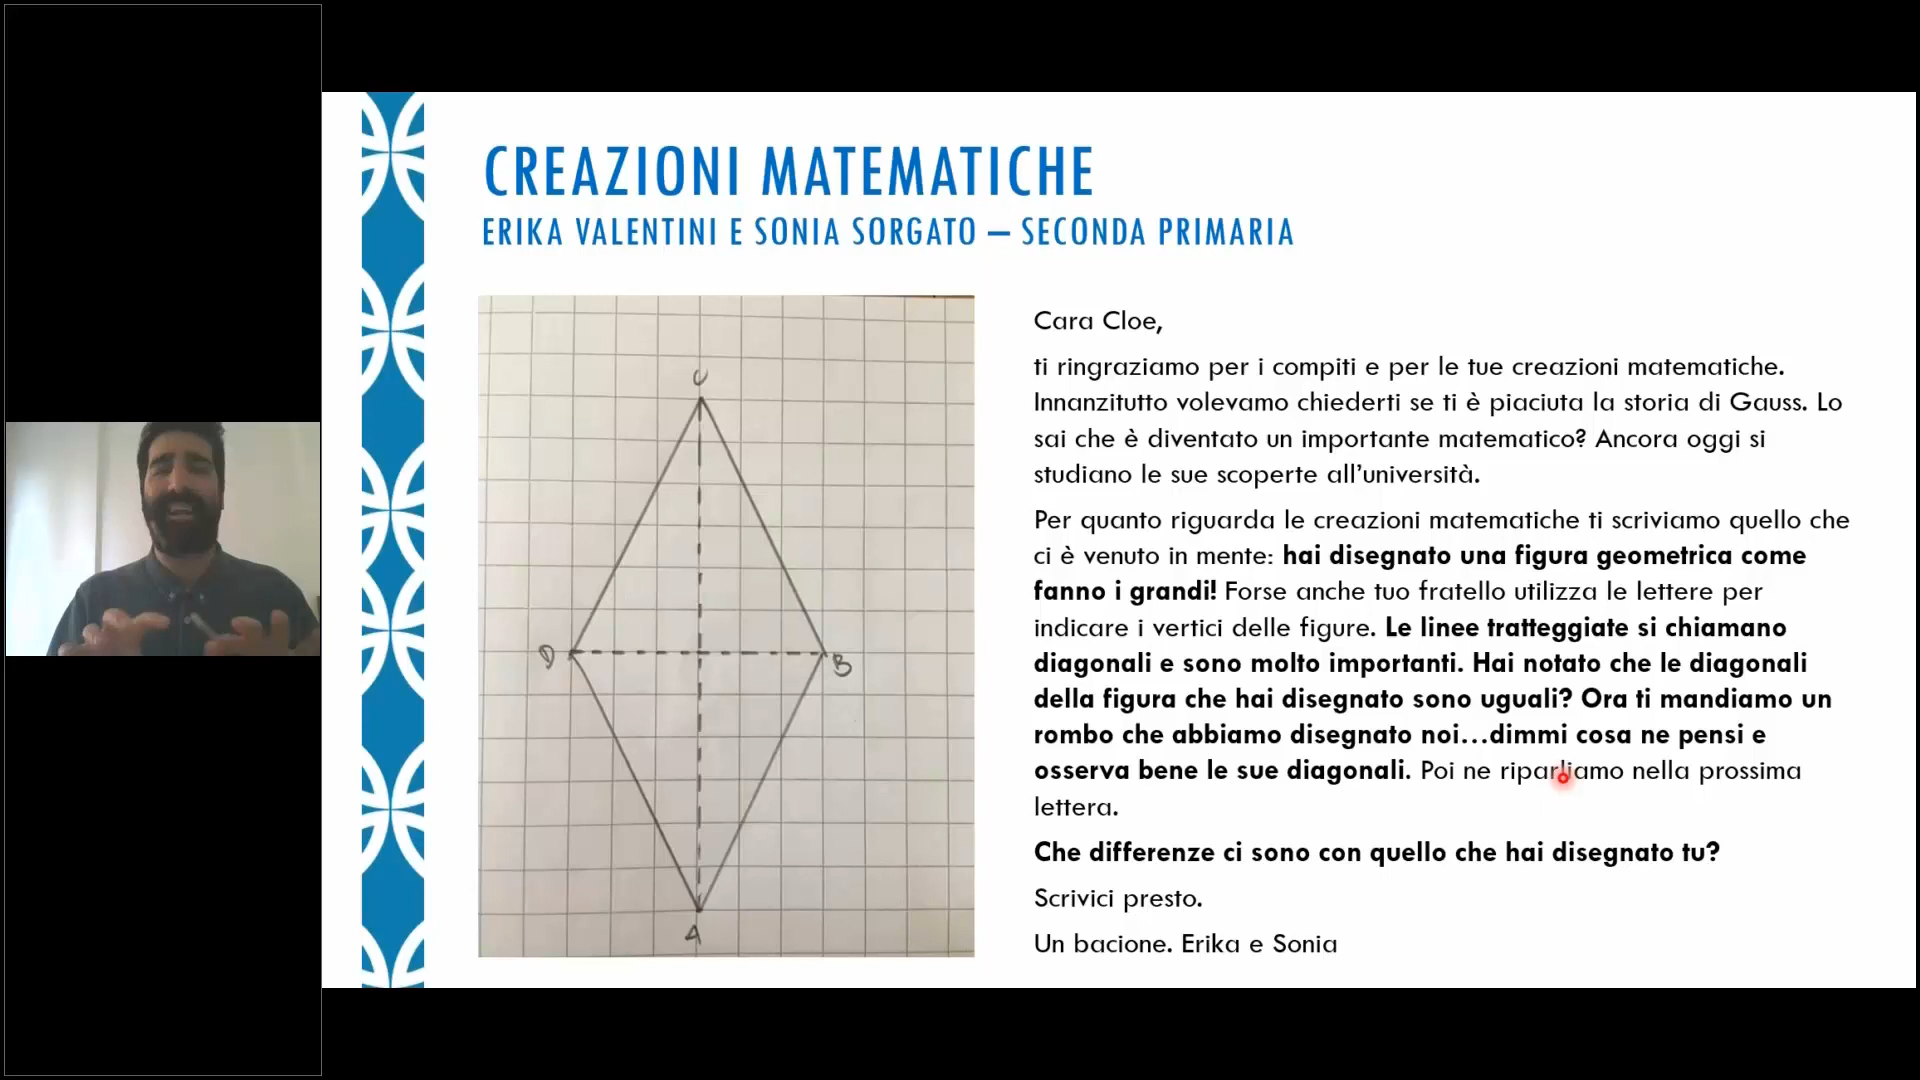 CREAZIONI MATEMATICHE
ERIKA VALENTINI E SONIA SORGATO – SECONDA PRIMARIA
C
D
B
A
Cara Cloe,
ti ringraziamo per i compiti e per le tue creazioni matematiche.
Innanzitutto volevamo chiederti se ti è piaciuta la storia di Gauss. Lo
sai che è diventato un importante matematico? Ancora oggi si
studiano le sue scoperte all’università.
Per quanto riguarda le creazioni matematiche ti scriviamo quello che
ci è venuto in mente: hai disegnato una figura geometrica come
fanno i grandi! Forse anche tuo fratello utilizza le lettere per
indicare i vertici delle figure. Le linee tratteggiate si chiamano
diagonali e sono molto importanti. Hai notato che le diagonali
della figura che hai disegnato sono uguali? Ora ti mandiamo un
rombo che abbiamo disegnato noi...dimmi cosa ne pensi e
osserva bene le sue diagonali. Poi ne riparliamo nella prossima
lettera.
Che differenze ci sono con quello che hai disegnato tu?
Scrivici presto.
Un bacione. Erika e Sonia